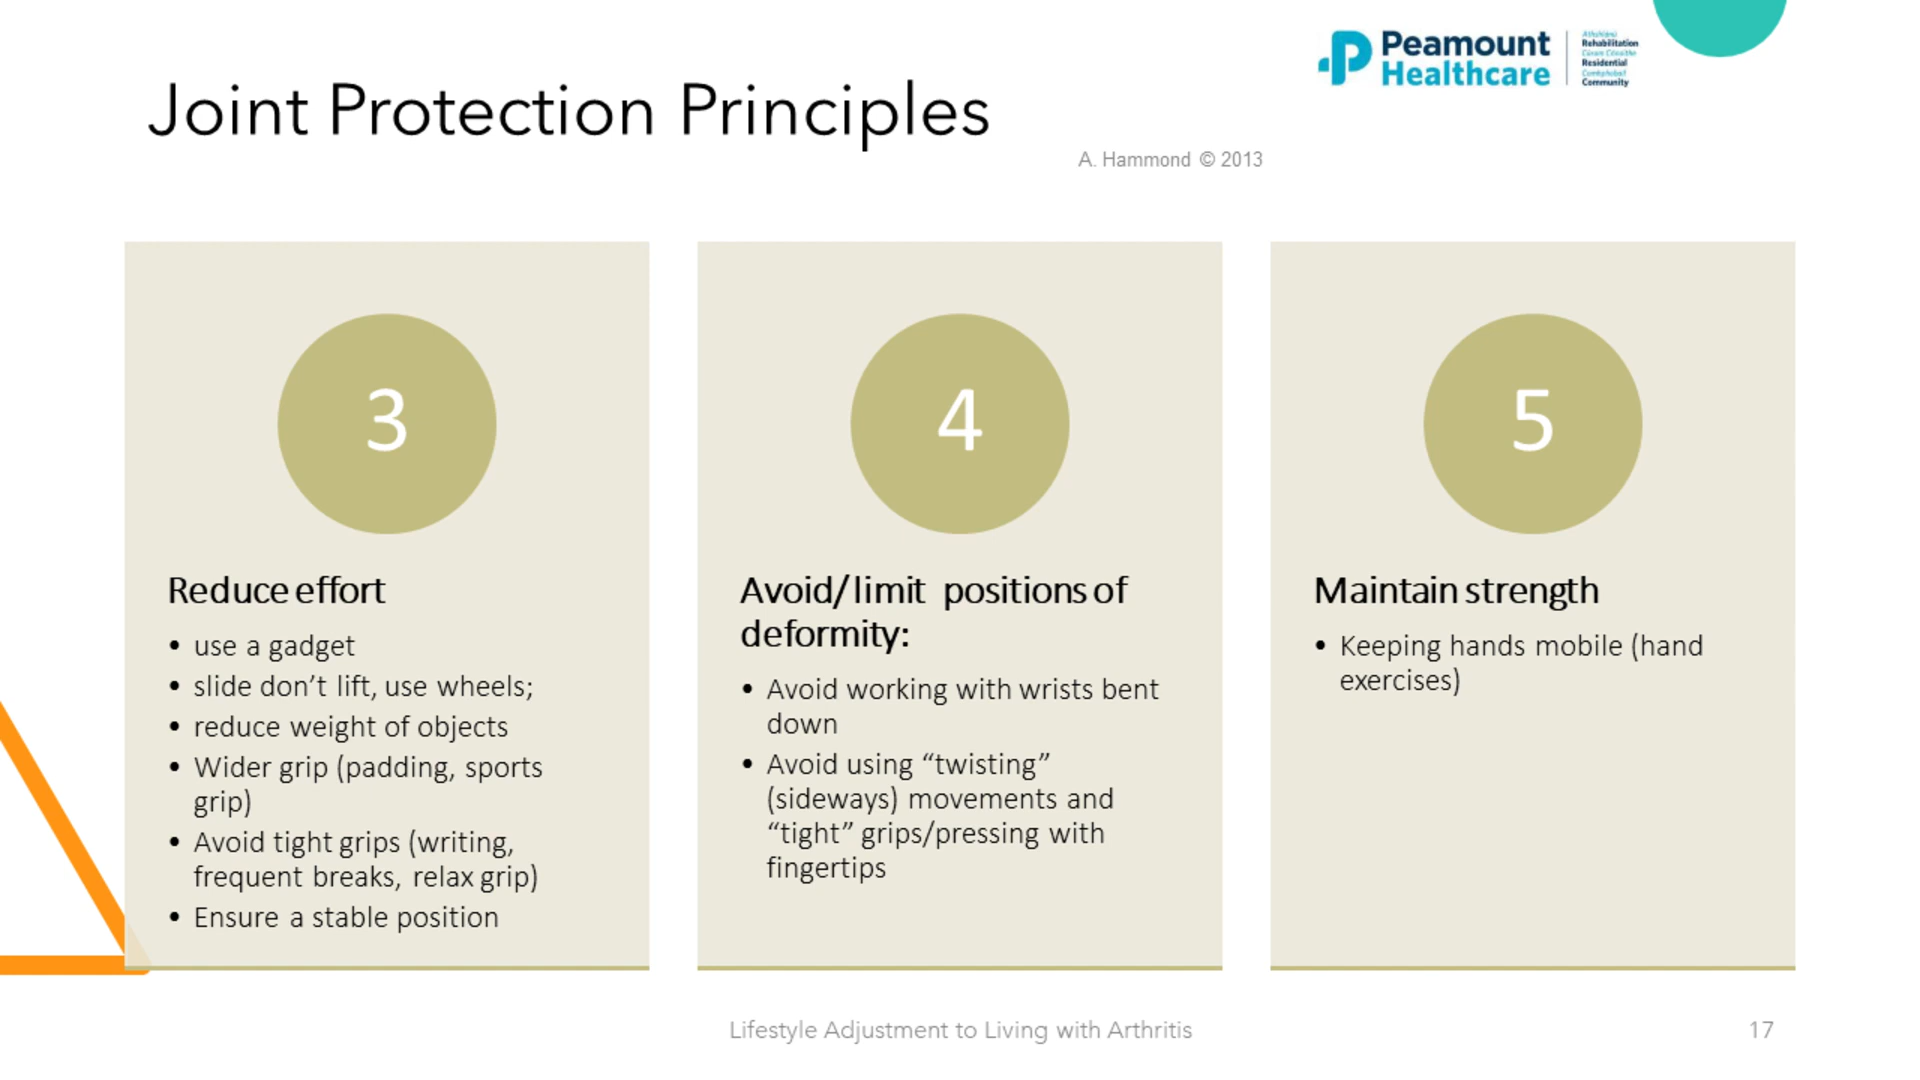 Peamount
Healthcare
Rehabilitation
Residential
Community
Joint Protection Principles
A. Hammond © 2013
3
Reduce effort
• use a gadget
• slide don’t lift, use wheels;
• reduce weight of objects
• Wider grip (padding, sports
grip)
• Avoid tight grips (writing,
frequent breaks, relax grip)
• Ensure a stable position
4
Avoid/limit positions of
deformity:
• Avoid working with wrists bent
down
• Avoid using “twisting”
(sideways) movements and
“tight” grips/pressing with
fingertips
5
Maintain strength
• Keeping hands mobile (hand
exercises)
Lifestyle Adjustment to Living with Arthritis
17